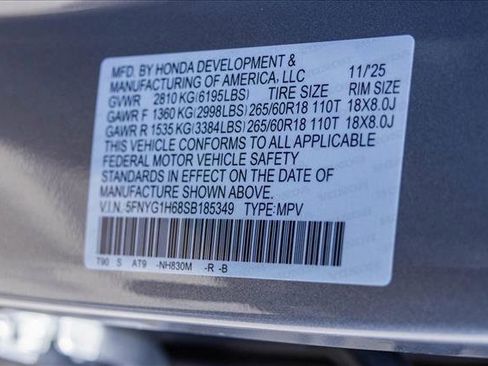 MFD. BY HONDA DEVELOPMENT &
MANUFACTURING OF AMERICA, LLC 11/'25
GVWR 2810 KG(6195LBS) TIRE SIZE RIM SIZE
GAWR F 1360 KG(2998LBS) 265/60R18 110T 18X8.0J
GAWR R 1535 KG(3384LBS) 265/60R18 110T 18X8.0J
THIS VEHICLE CONFORMS TO ALL APPLICABLE
FEDERAL MOTOR VEHICLE SAFETY
STANDARDS IN EFFECT ON THE DATE OF
MANUFACTURE SHOWN ABOVE.
V.I.N. 5FNYG1H68SB185349 TYPE:MPV
T90 S AT9 -NH830M -R -B